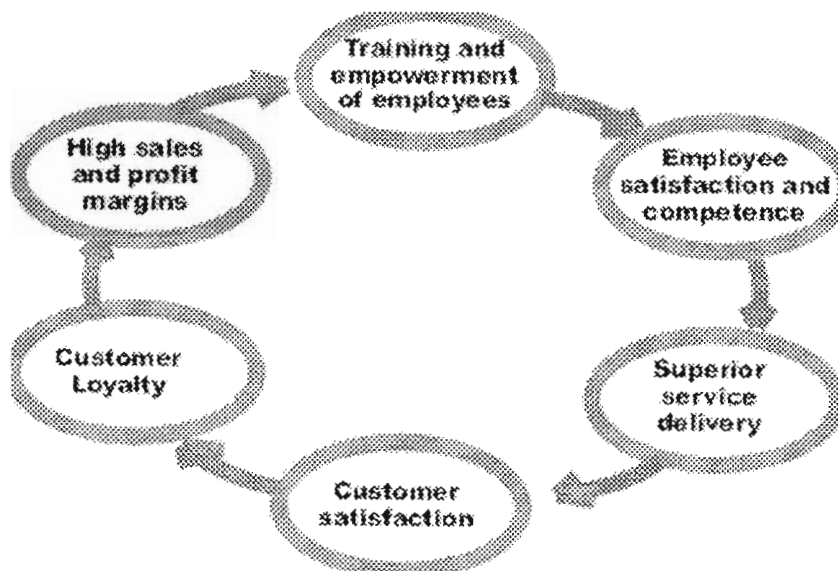 Training and
empowerment
of employees
Employee
satisfaction and
competence
Superior
service
delivery
Customer
satisfaction
Customer
Loyalty
High sales
and profit
margins